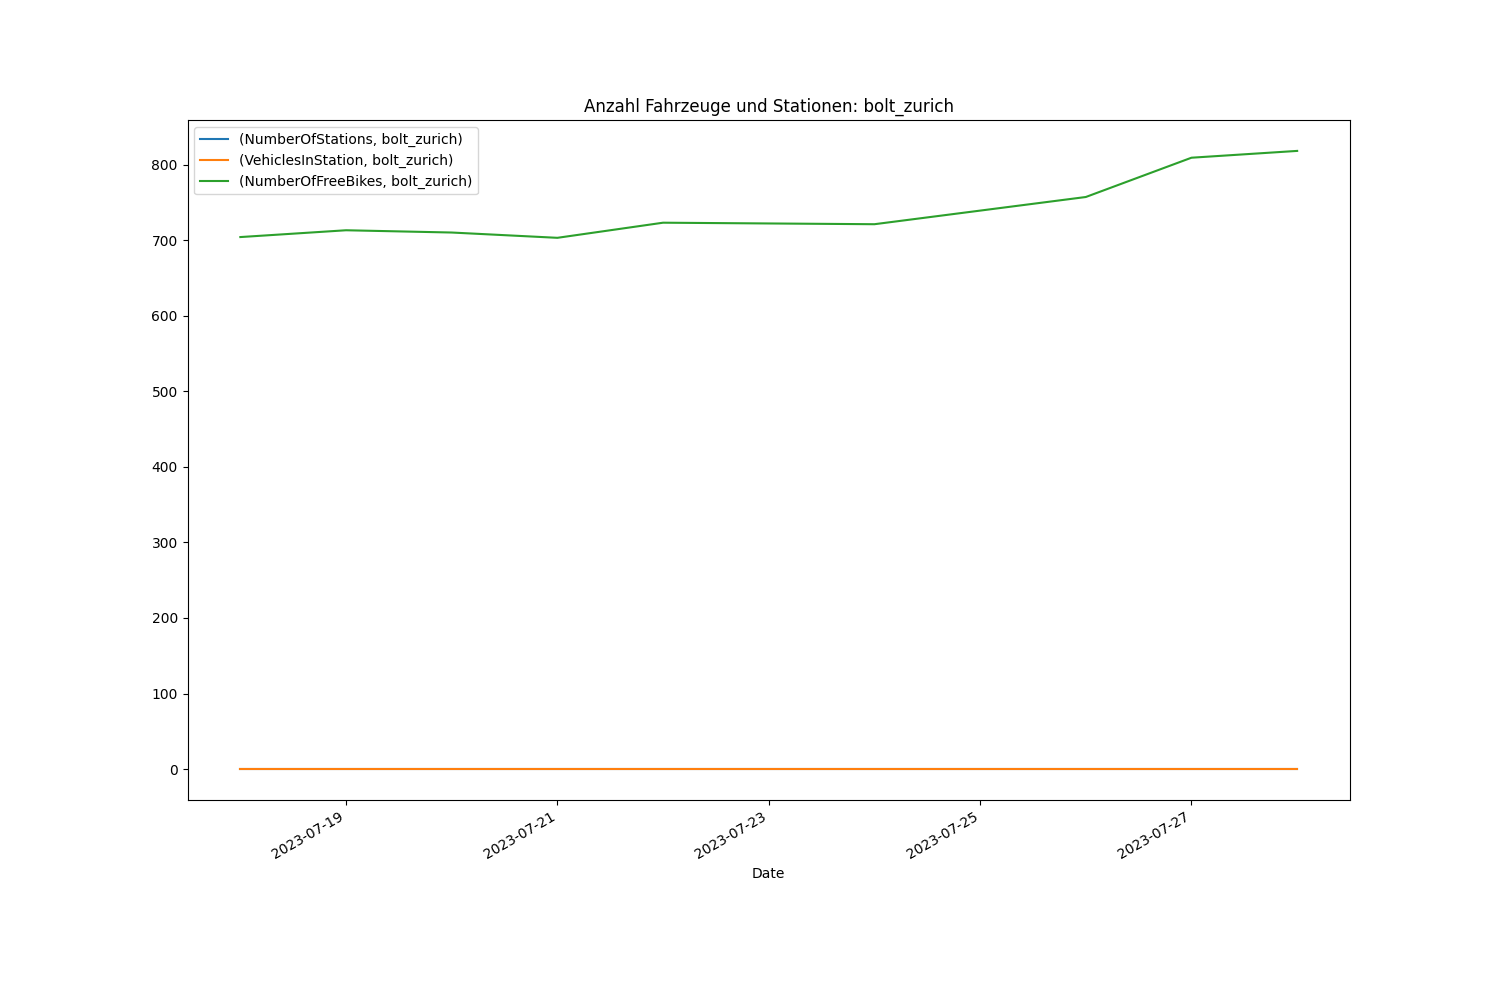 Anzahl Fahrzeuge und Stationen: bolt_zurich
(NumberOfStations, bolt_zurich)
(VehiclesInStation, bolt_zurich)
(NumberOfFreeBikes, bolt_zurich)
800
700
600
500
400
300
200
100
0
2023-07-19
2023-07-21
2023-07-23
2023-07-25
2023-07-27
Date